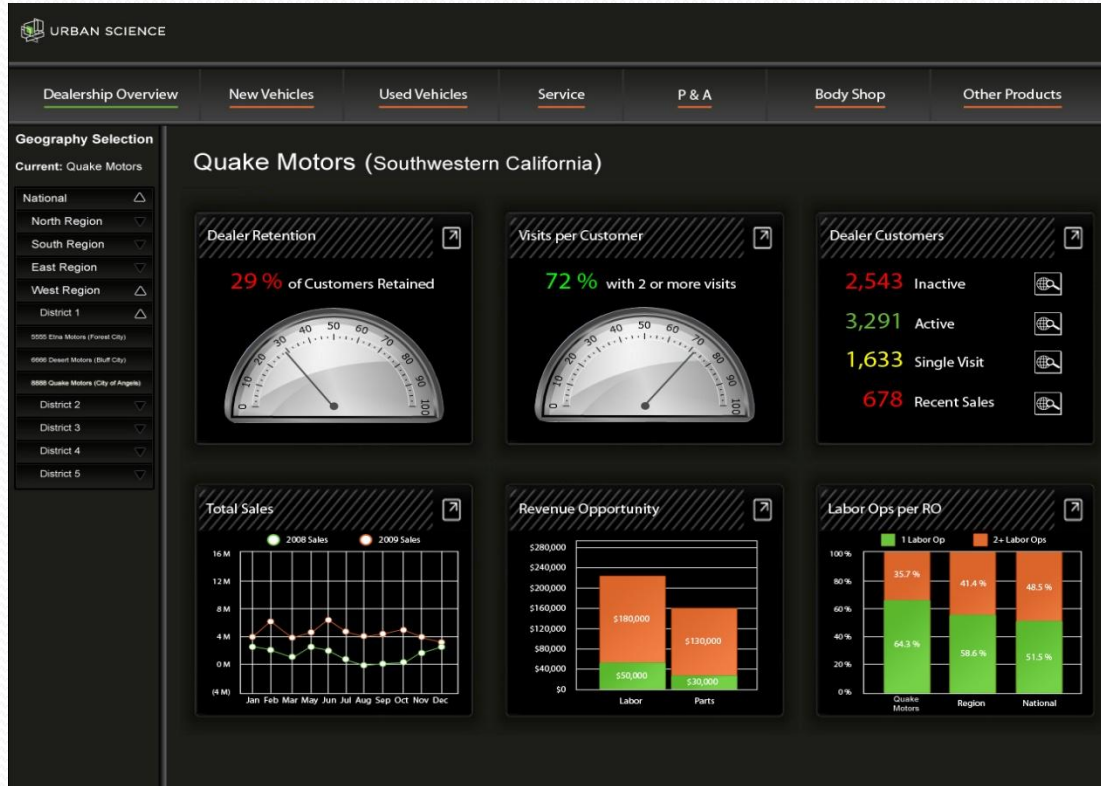 URBAN SCIENCE
Dealership Overview New Vehicles Used Vehicles Service P & A Body Shop Other Products
Geography Selection
Current: Quake Motors
National
North Region
South Region
East Region
West Region
District 1
5555 Etna Motors (Forest City)
6666 Desert Motors (Bluff City)
8888 Quake Motors (City of Angels)
District 2
District 3
District 4
District 5
Quake Motors (Southwestern California)
Dealer Retention
29 % of Customers Retained
0 10 20 30 40 50 60 70 80 90 100
Visits per Customer
72 % with 2 or more visits
0 10 20 30 40 50 60 70 80 90 100
Dealer Customers
2,543 Inactive
3,291 Active
1,633 Single Visit
678 Recent Sales
Total Sales
2008 Sales 2009 Sales
16 M
12 M
8 M
4 M
0 M
(4 M)
Jan Feb Mar May Jun Jul Aug Sep Oct Nov Dec
Revenue Opportunity
$280,000
$240,000
$200,000
$160,000
$120,000
$80,000
$40,000
$0
$180,000
$130,000
$50,000
$30,000
Labor Parts
Labor Ops per RO
1 Labor Op 2+ Labor Ops
100 %
80 %
60 %
40 %
20 %
0 %
35.7 % 41.4 % 48.5 %
64.3 % 58.6 % 51.5 %
Quake Motors Region National